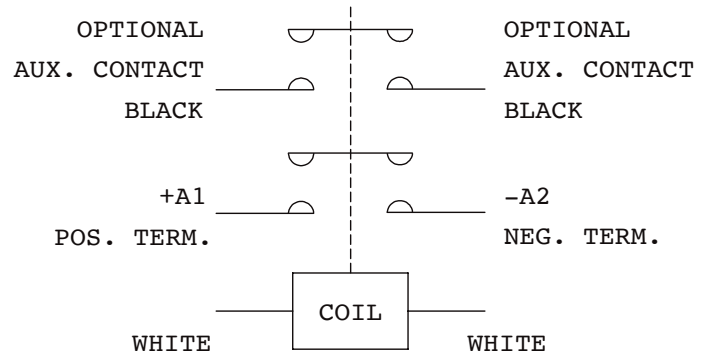 OPTIONAL
AUX. CONTACT
BLACK
OPTIONAL
AUX. CONTACT
BLACK
+A1
POS. TERM.
-A2
NEG. TERM.
COIL
WHITE
WHITE